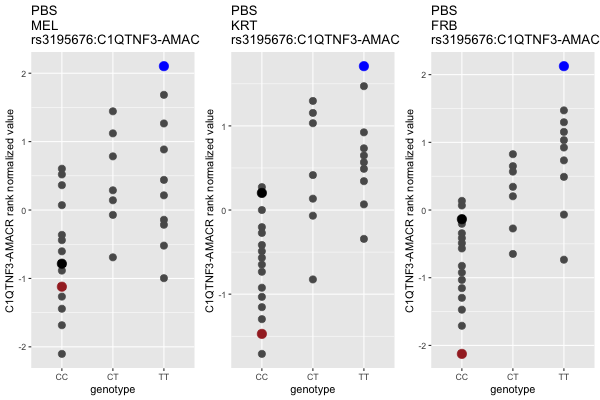 PBS
MEL
rs3195676:C1QTNF3-AMAC
PBS
KRT
rs3195676:C1QTNF3-AMAC
PBS
FRB
rs3195676:C1QTNF3-AMAC
C1QTNF3-AMACR rank normalized value
2
1
0
-1
-2
CC
CT
TT
genotype
C1QTNF3-AMACR rank normalized value
1
0
-1
CC
CT
TT
genotype
C1QTNF3-AMACR rank normalized value
2
1
0
-1
-2
CC
CT
TT
genotype